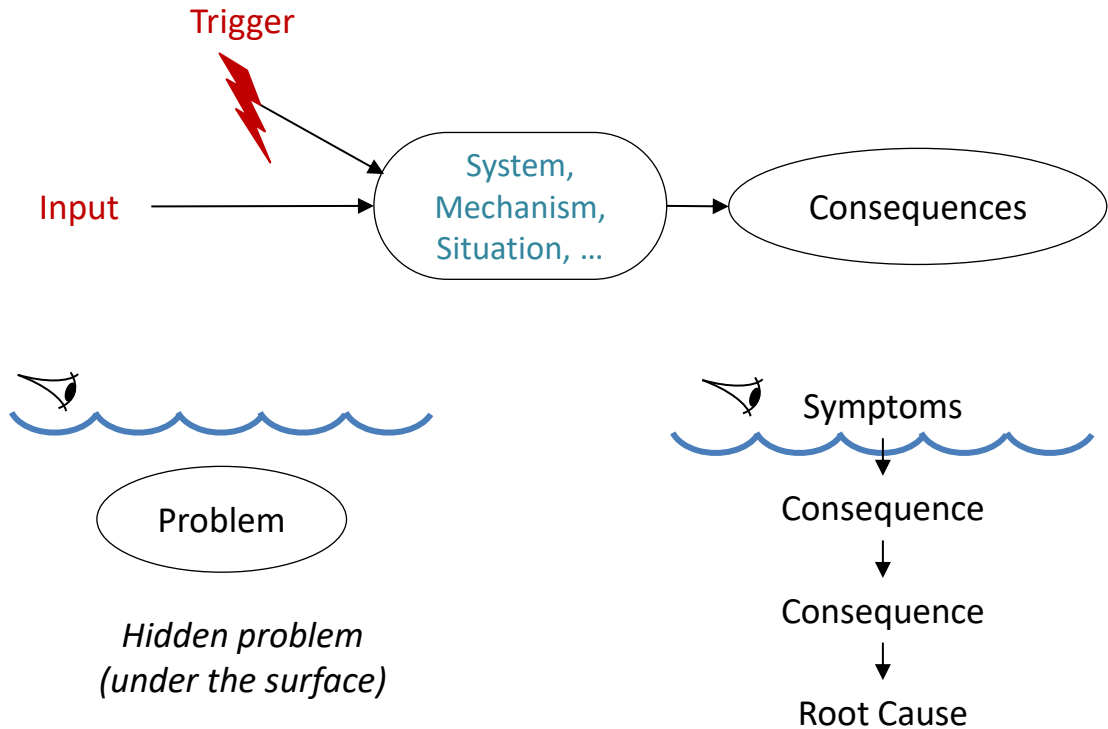 Trigger
Input
System,
Mechanism,
Situation, …
Consequences
Problem
Hidden problem
(under the surface)
Symptoms
Consequence
Consequence
Root Cause